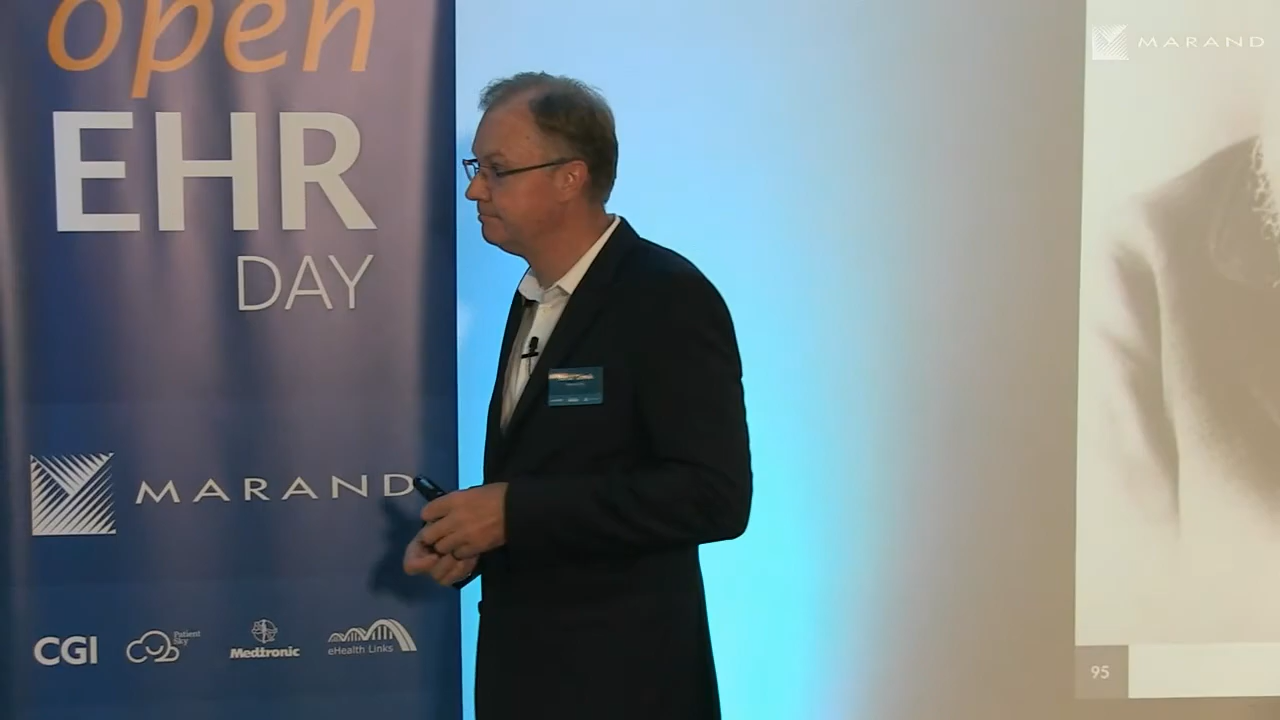 open
EHR
DAY
MARAND
CGI
Patient
Sky
Medtronic
eHealth Links
MARAND
95